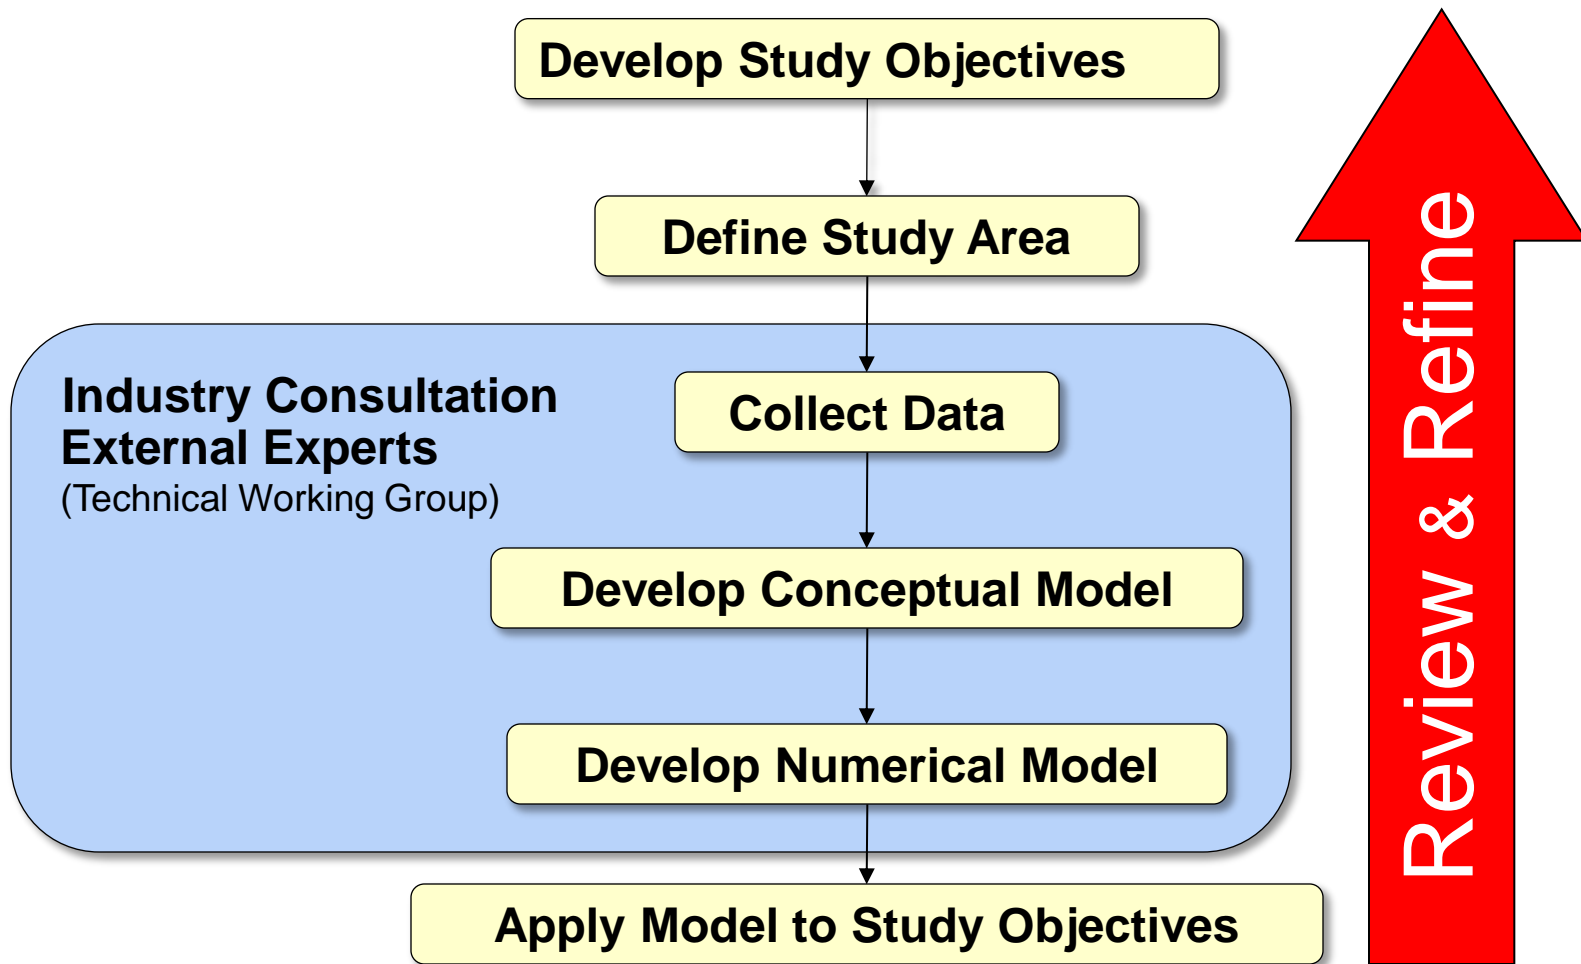 Develop Study Objectives
Define Study Area
Industry Consultation
External Experts
(Technical Working Group)
Collect Data
Develop Conceptual Model
Develop Numerical Model
Apply Model to Study Objectives
Review & Refine